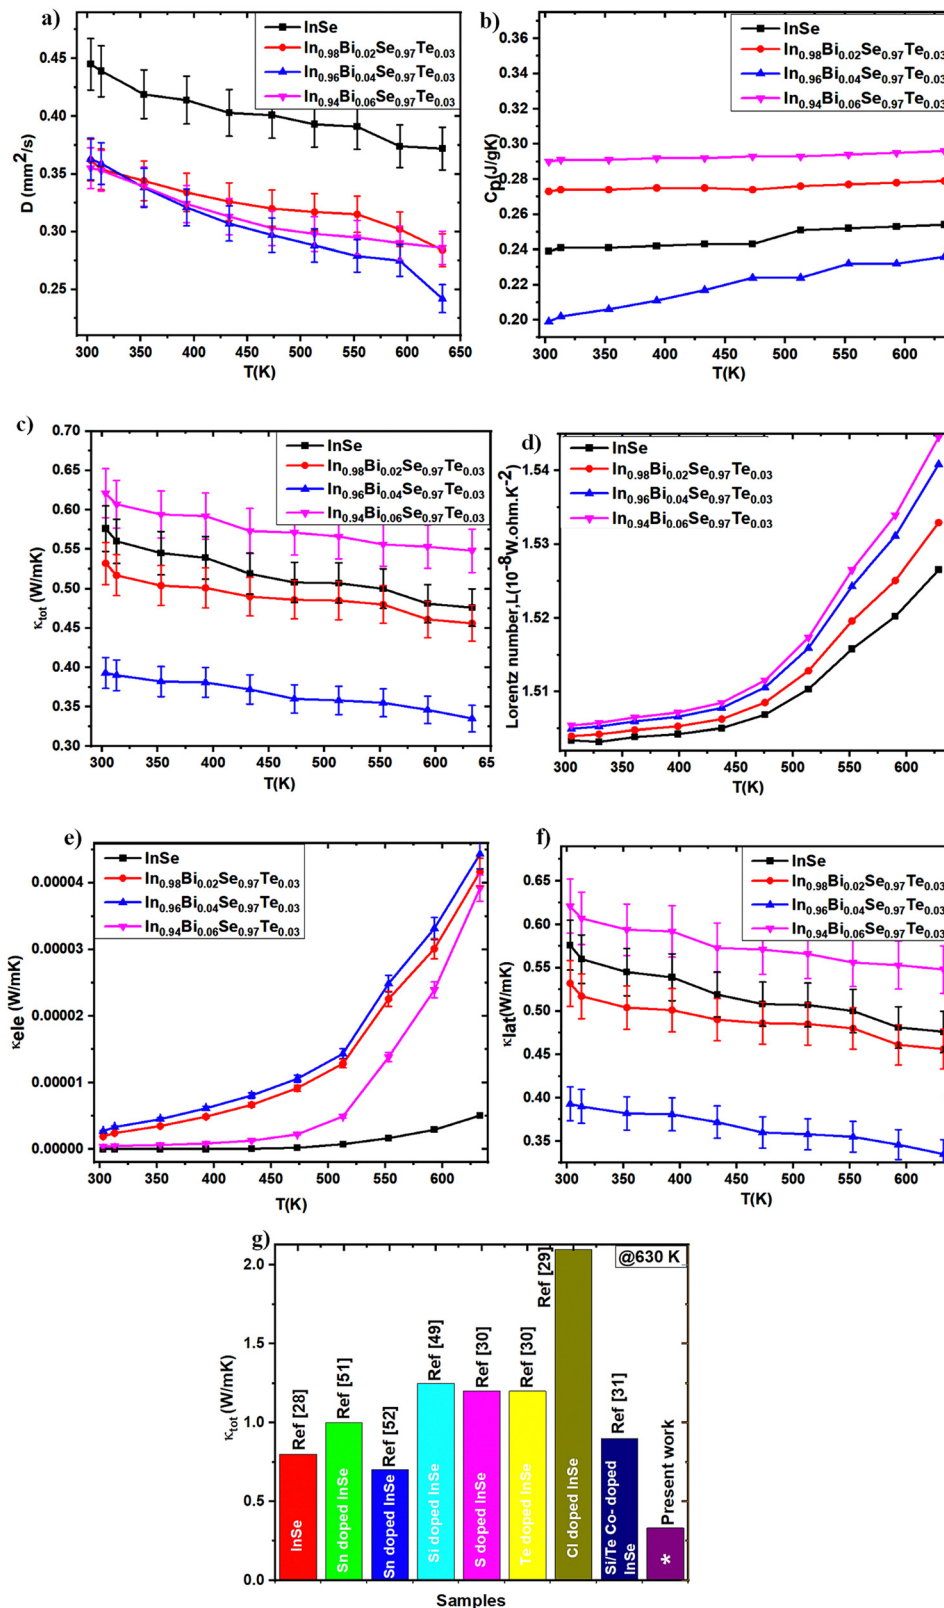 a)
InSe
In0.98Bi0.02Se0.97Te0.03
In0.96Bi0.04Se0.97Te0.03
In0.94Bi0.06Se0.97Te0.03
0.45
0.40
0.35
0.30
0.25
D (mm2/s)
300 350 400 450 500 550 600 650
T(K)
b)
InSe
In0.98Bi0.02Se0.97Te0.03
In0.96Bi0.04Se0.97Te0.03
In0.94Bi0.06Se0.97Te0.03
0.36
0.34
0.32
0.30
0.28
0.26
0.24
0.22
0.20
Cp(J/gK)
300 350 400 450 500 550 600
T(K)
c)
InSe
In0.98Bi0.02Se0.97Te0.03
In0.96Bi0.04Se0.97Te0.03
In0.94Bi0.06Se0.97Te0.03
0.70
0.65
0.60
0.55
0.50
0.45
0.40
0.35
0.30
κtot (W/mK)
300 350 400 450 500 550 600 65
T(K)
d)
InSe
In0.98Bi0.02Se0.97Te0.03
In0.96Bi0.04Se0.97Te0.03
In0.94Bi0.06Se0.97Te0.03
1.54
1.53
1.52
1.51
Lorentz number,L(10-8W.ohm.K-2)
300 350 400 450 500 550 600
T(K)
e)
InSe
In0.98Bi0.02Se0.97Te0.03
In0.96Bi0.04Se0.97Te0.03
In0.94Bi0.06Se0.97Te0.03
0.00004
0.00003
0.00002
0.00001
0.00000
κele (W/mK)
300 350 400 450 500 550 600
T(K)
f)
InSe
In0.98Bi0.02Se0.97Te0.03
In0.96Bi0.04Se0.97Te0.03
In0.94Bi0.06Se0.97Te0.03
0.65
0.60
0.55
0.50
0.45
0.40
0.35
κlat(W/mK)
300 350 400 450 500 550 600
T(K)
g)
@630 K
2.0
1.5
1.0
0.5
0.0
κtot (W/mK)
Ref [28]
InSe
Ref [51]
Sn doped InSe
Ref [52]
Sn doped InSe
Ref [49]
Si doped InSe
Ref [30]
S doped InSe
Ref [30]
Te doped InSe
Ref [29]
Cl doped InSe
Ref [31]
Si/Te Co- doped
InSe
Present work
*
Samples